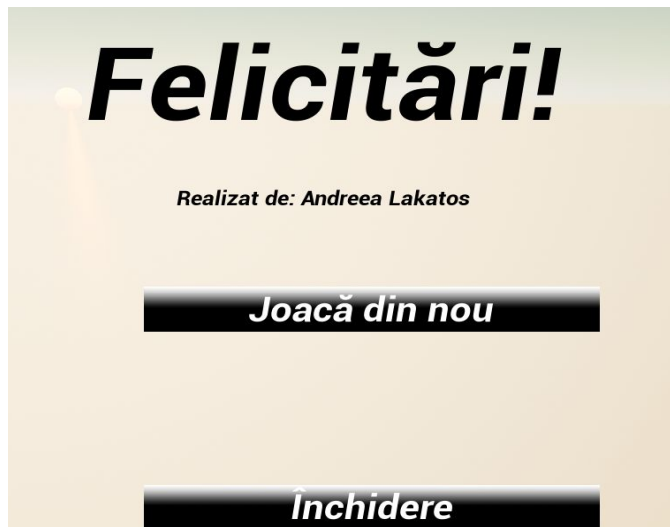 Felicitări!
Realizat de: Andreea Lakatos
Joacă din nou
Închidere